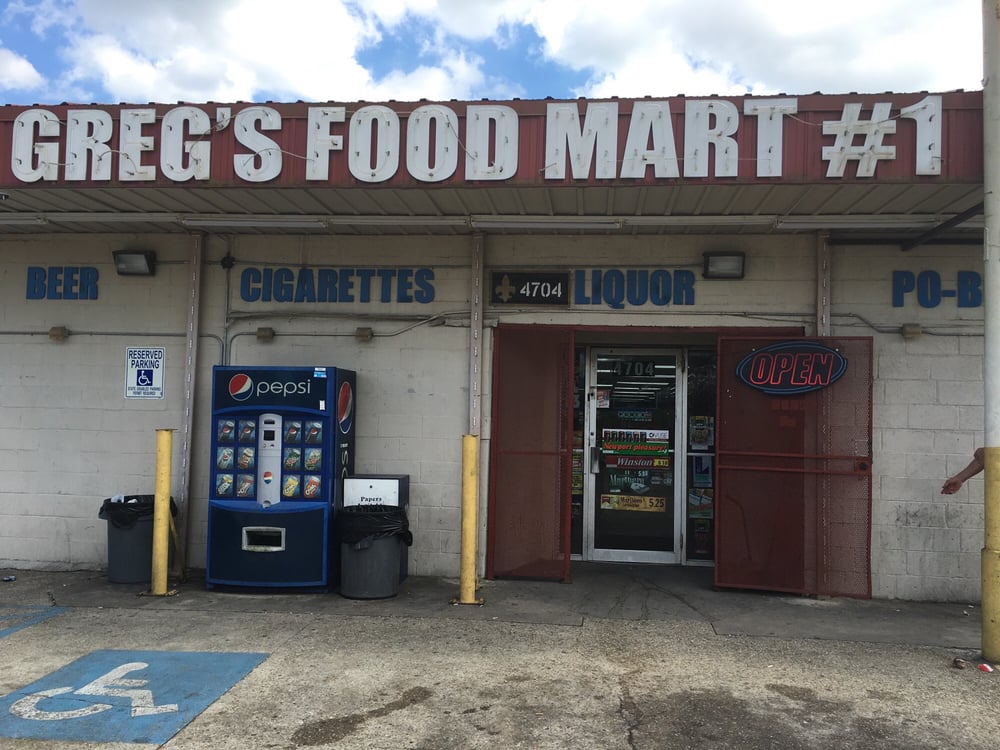 GREG'S FOOD MART #1
BEER
CIGARETTES
4704
LIQUOR
PO-B
RESERVED
PARKING
pepsi
Papers
OPEN
4704
Newport pleasure!
Winston
Marlboro
5.25